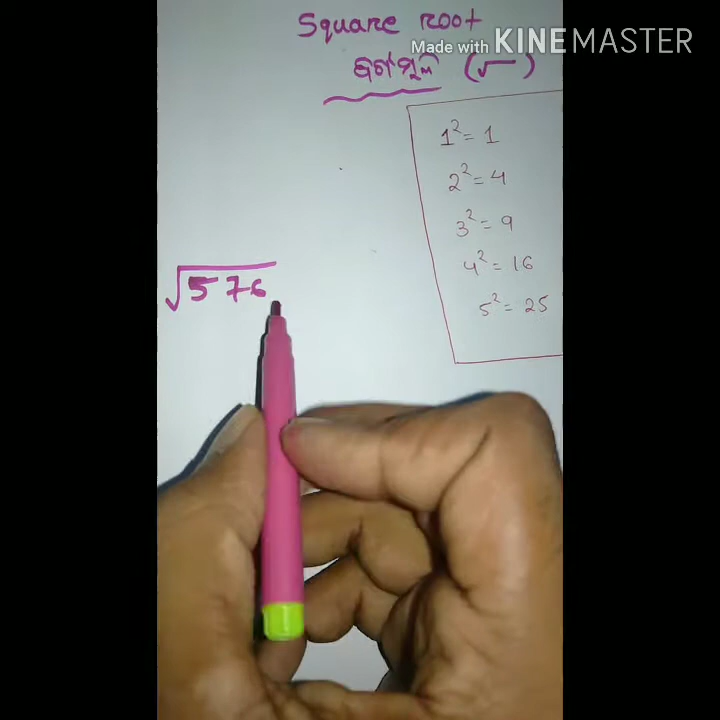 Square root
Made with KINEMASTER
ବର୍ଗମୂଳ (√)
1² = 1
2² = 4
3² = 9
4² = 16
5² = 25
√576